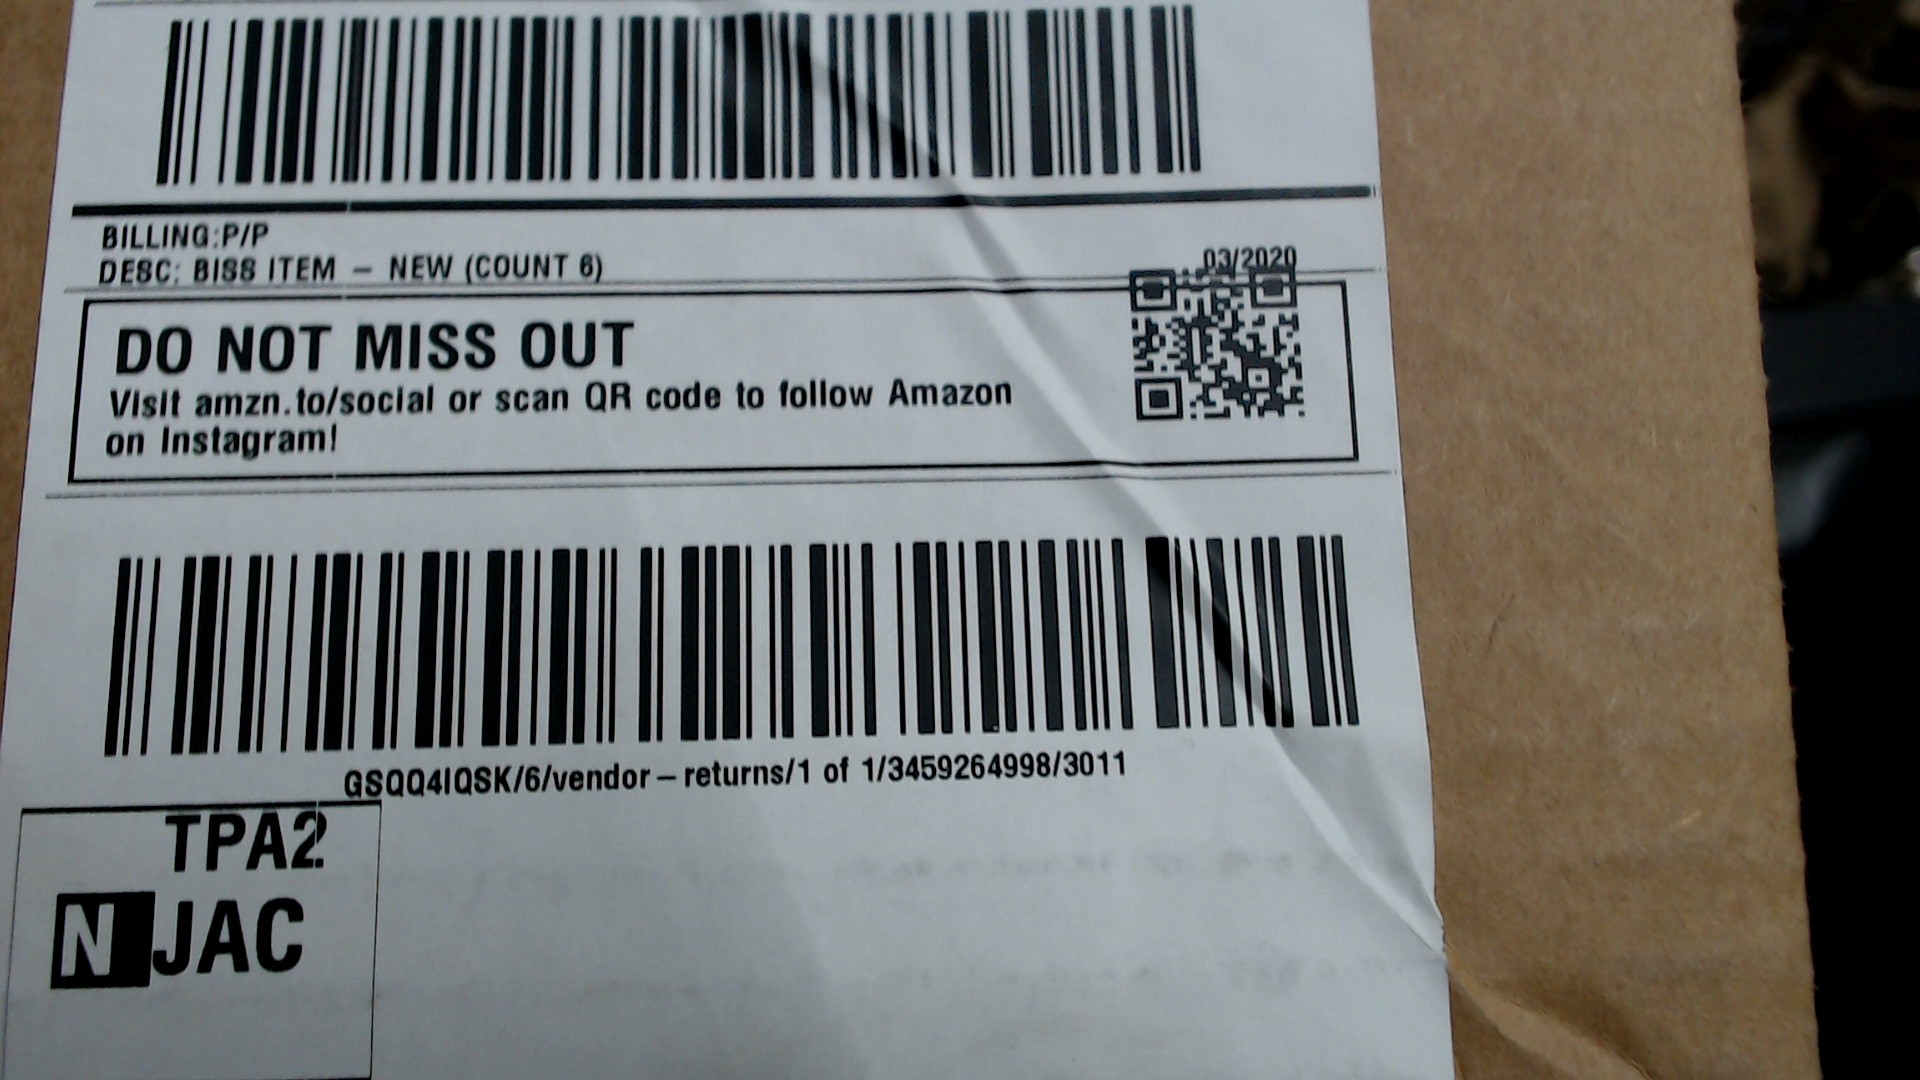 BILLING:P/P
DESC: BISS ITEM – NEW (COUNT 6)
03/2020
DO NOT MISS OUT
Visit amzn.to/social or scan QR code to follow Amazon
on Instagram!
GSQQ4IQSK/6/vendor–returns/1 of 1/3459264998/3011
TPA2
N JAC